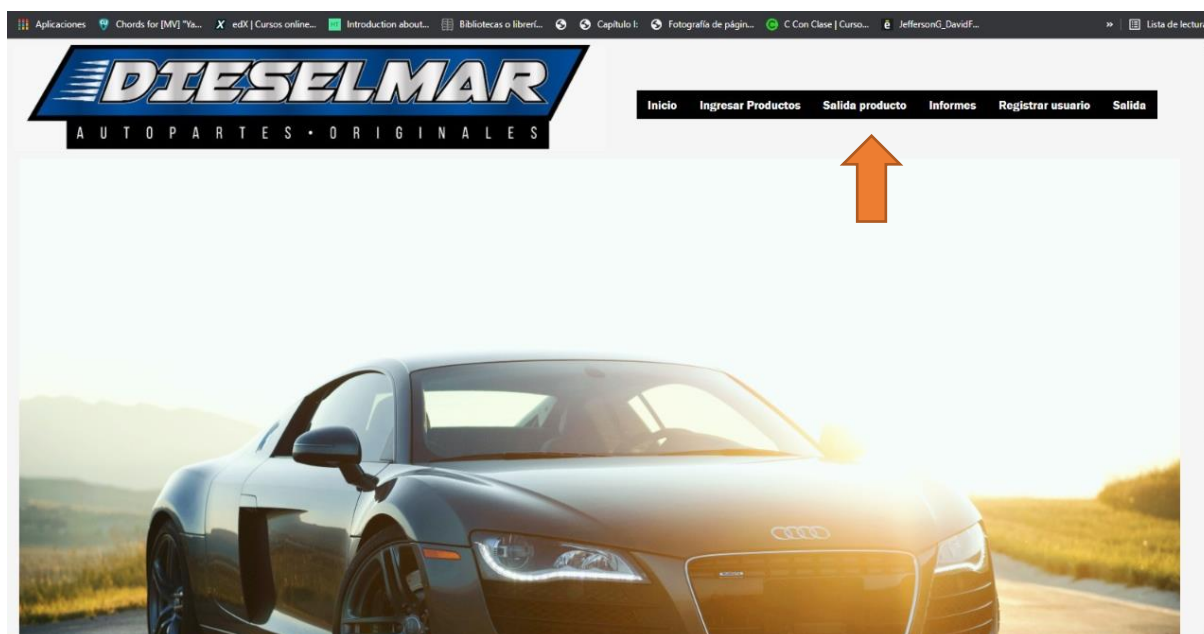 Aplicaciones Chords for [MV] "Ya... edX | Cursos online... Introduction about... Bibliotecas o librerí... Capítulo I: Fotografía de págin... C Con Clase | Curso... JeffersonG_DavidF... » Lista de lectura
DIESELMAR
AUTOPARTES • ORIGINALES
Inicio Ingresar Productos Salida producto Informes Registrar usuario Salida